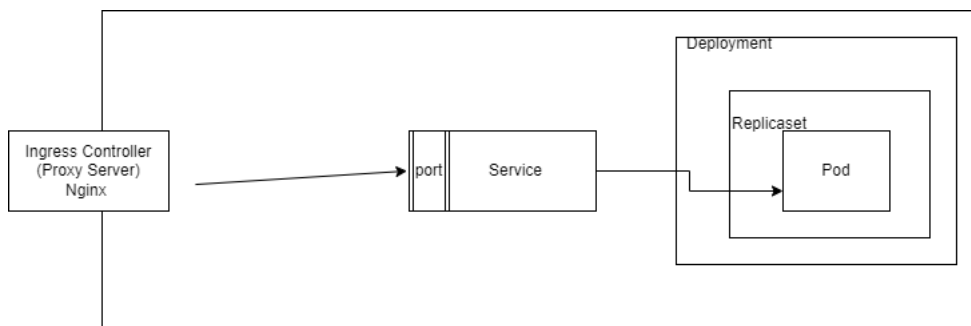 Deployment
Replicaset
Ingress Controller
(Proxy Server)
Nginx
port
Service
Pod